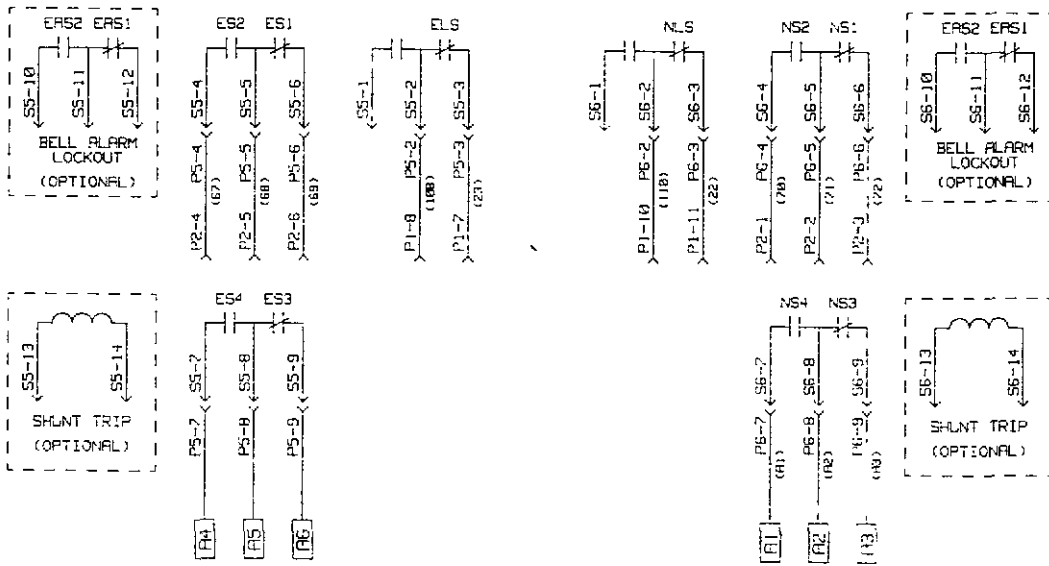 EAS2 EAS1
S5-10
S5-11
S5-12
BELL ALARM
LOCKOUT
(OPTIONAL)
ES2 ES1
S5-4
S5-5
S5-6
P5-4
P5-5
P5-6
(67)
(68)
(69)
P2-4
P2-5
P2-6
ELS
S5-1
S5-2
S5-3
P5-2
P5-3
(108)
(23)
P1-8
P1-7
NLS
S6-1
S6-2
S6-3
P6-2
P6-3
(110)
(22)
P1-10
P1-11
NS2 NS1
S6-4
S6-5
S6-6
P6-4
P6-5
P6-6
(70)
(71)
(72)
P2-1
P2-2
P2-3
EAS2 EAS1
S6-10
S6-11
S6-12
BELL ALARM
LOCKOUT
(OPTIONAL)
S5-13
S5-14
SHUNT TRIP
(OPTIONAL)
ES4 ES3
S5-7
S5-8
S5-9
P5-7
P5-8
P5-9
A4
A5
A6
NS4 NS3
S6-7
S6-8
S6-9
P6-7
P6-8
P6-9
(A1)
(A2)
(A3)
A1
A2
A3
S6-13
S6-14
SHUNT TRIP
(OPTIONAL)